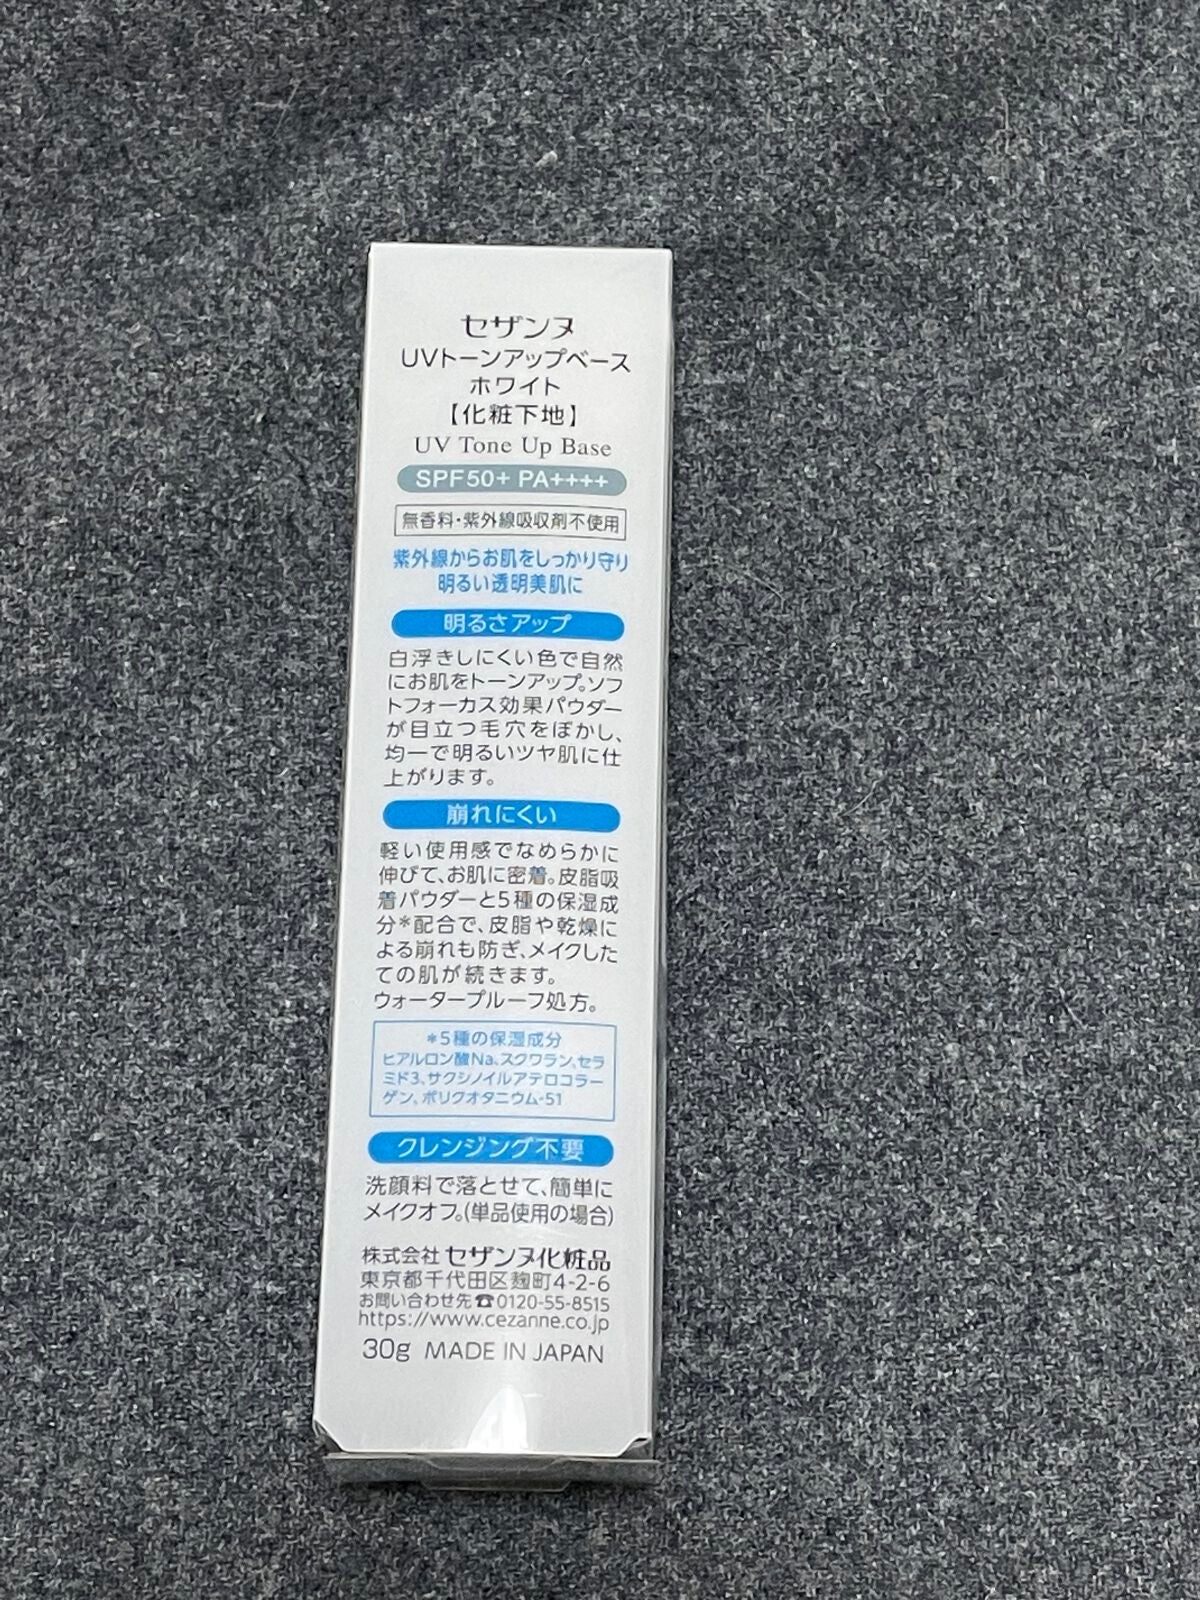 セザンヌ
UVトーンアップベース
ホワイト
【化粧下地】
UV Tone Up Base
SPF50+ PA++++
無香料・紫外線吸収剤不使用
紫外線からお肌をしっかり守り
明るい透明美肌に
明るさアップ
白浮きしにくい色で自然
にお肌をトーンアップ。ソフ
トフォーカス効果パウダー
が目立つ毛穴をぼかし、
均一で明るいツヤ肌に仕
上がります。
崩れにくい
軽い使用感でなめらかに
伸びて、お肌に密着。皮脂吸
着パウダーと5種の保湿成
分*配合で、皮脂や乾燥に
よる崩れも防ぎ、メイクした
ての肌が続きます。
ウォータープルーフ処方。
*5種の保湿成分
ヒアルロン酸Na、スクワラン、セラ
ミド3、サクシノイルアテロコラー
ゲン、ポリクオタニウム-51
クレンジング不要
洗顔料で落とせて、簡単に
メイクオフ。(単品使用の場合)
株式会社 セザンヌ化粧品
東京都千代田区麹町4-2-6
お問い合わせ先☎0120-55-8515
https://www.cezanne.co.jp
30g MADE IN JAPAN